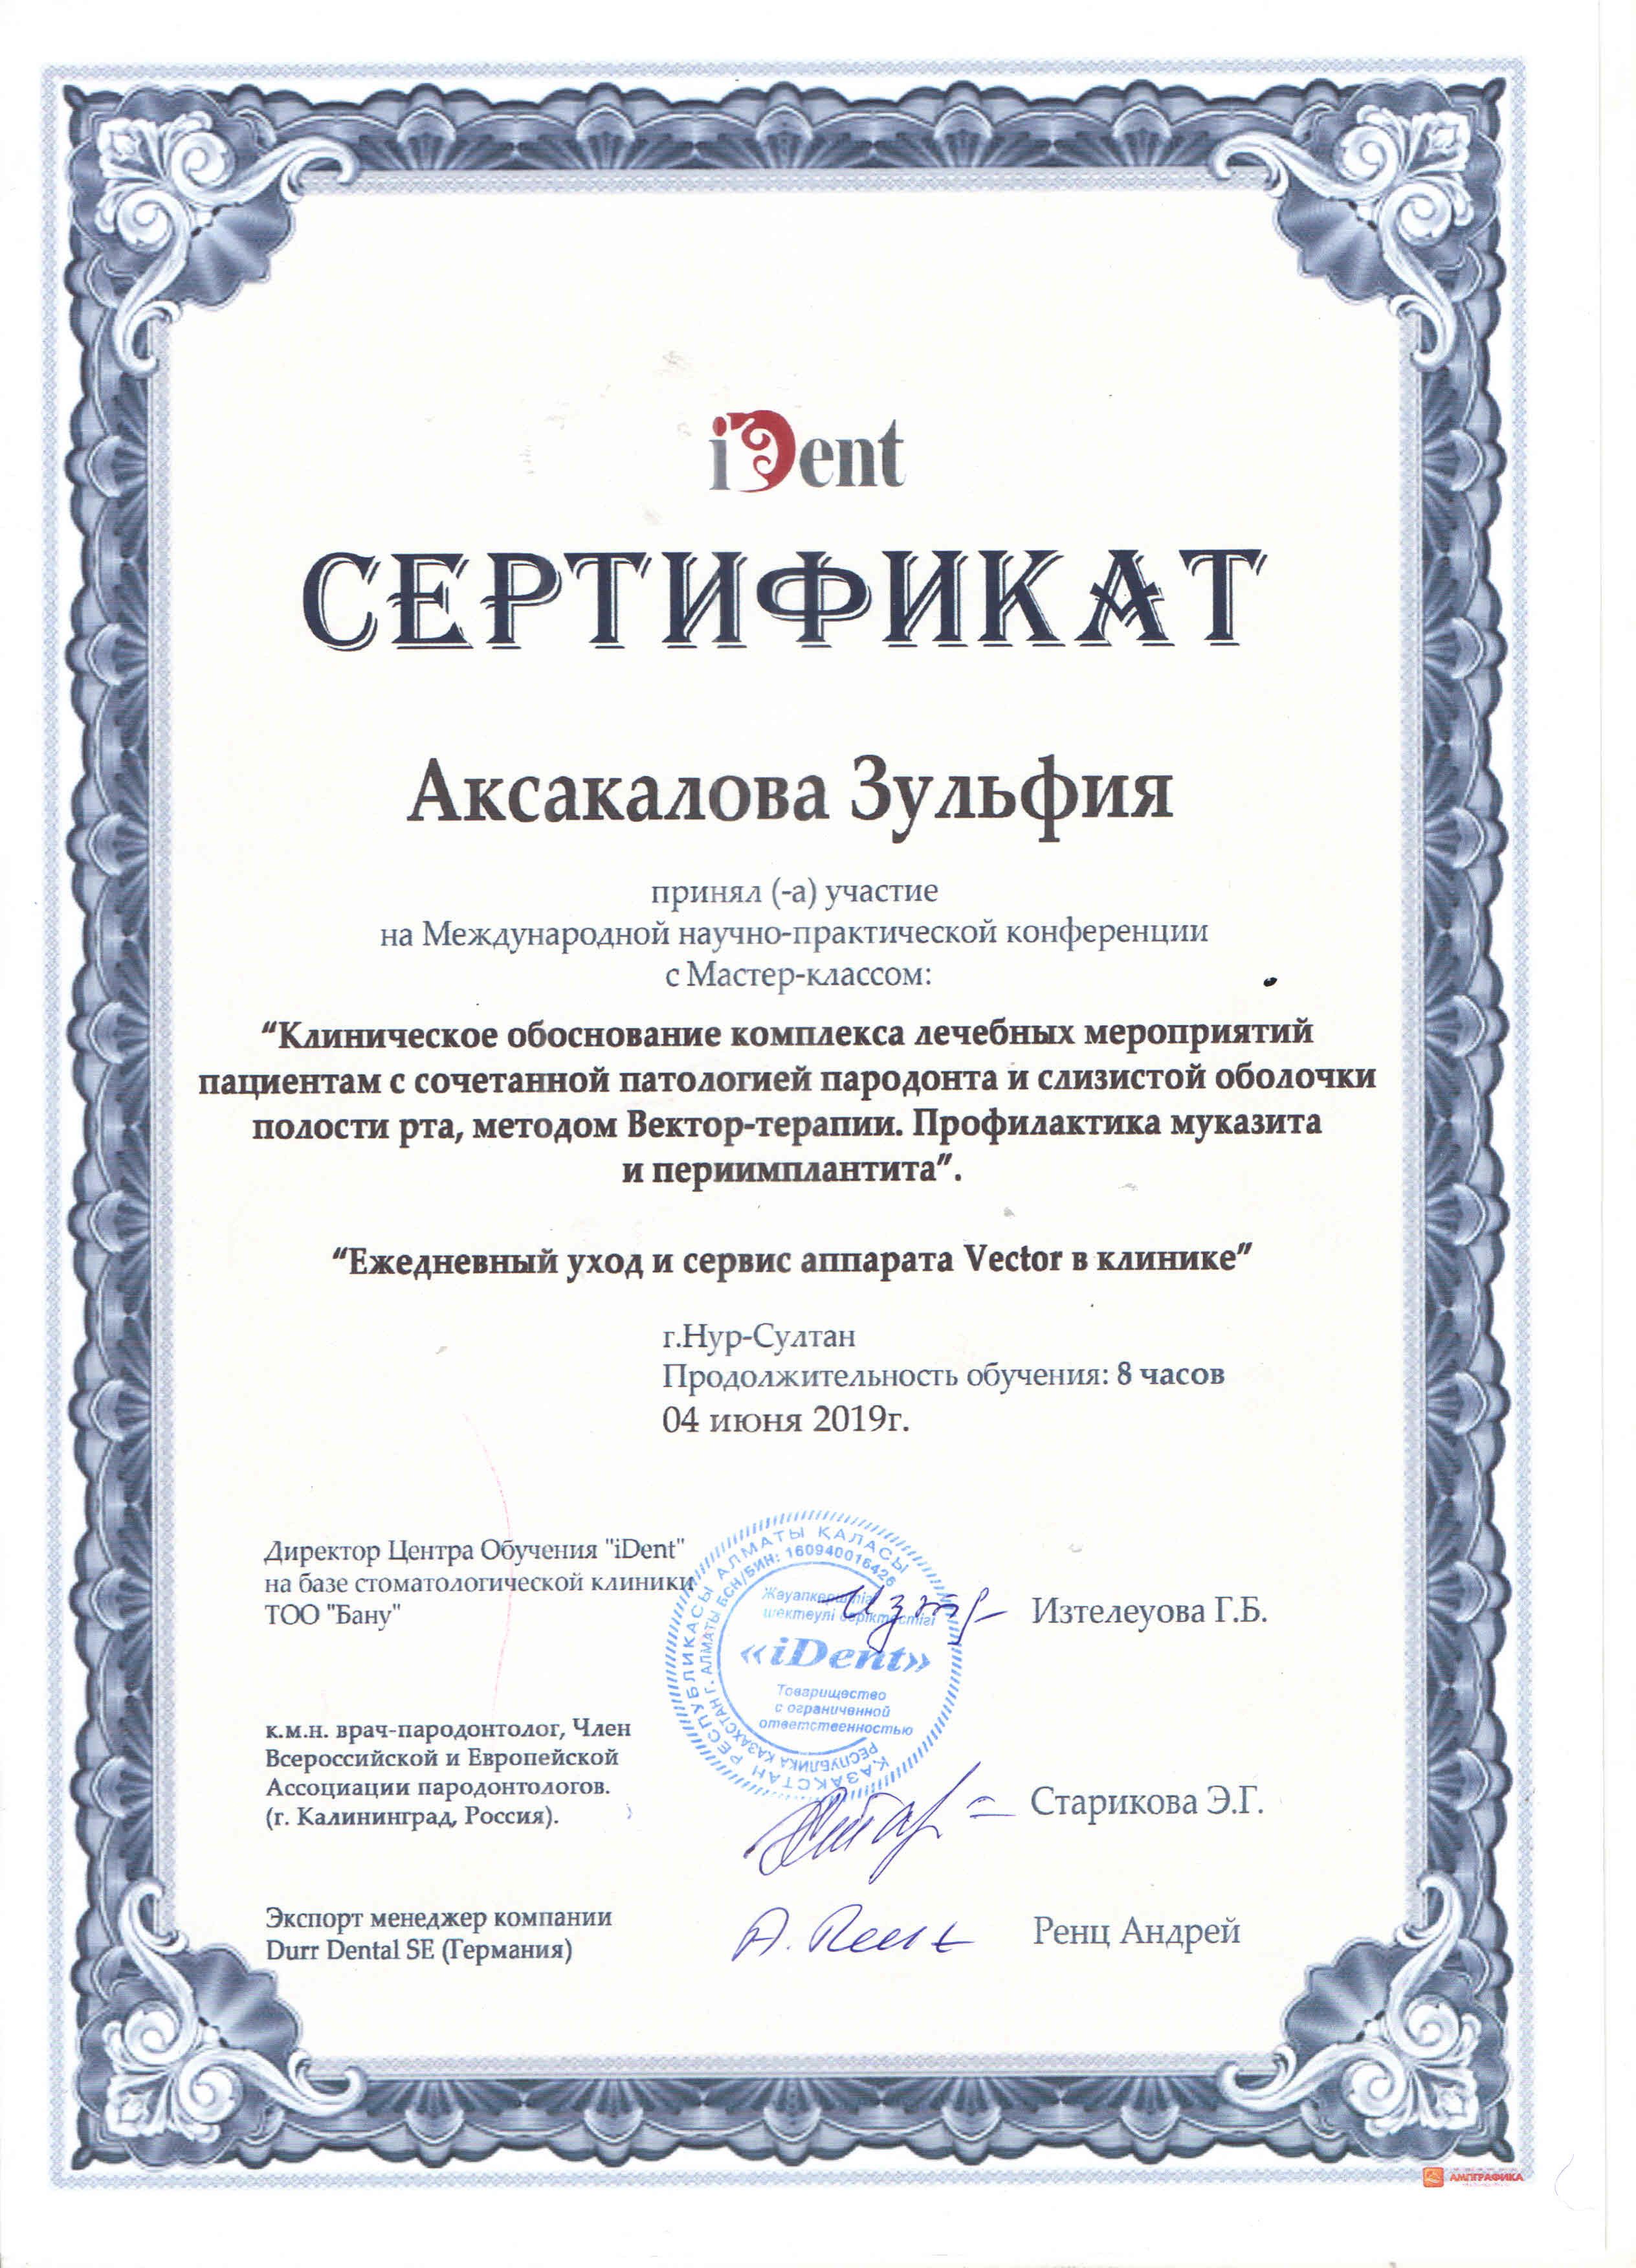 iDent
СЕРТИФИКАТ
Аксакалова Зульфия
принял (-а) участие
на Международной научно-практической конференции
с Мастер-классом:
“Клиническое обоснование комплекса лечебных мероприятий
пациентам с сочетанной патологией пародонта и слизистой оболочки
полости рта, методом Вектор-терапии. Профилактика муказита
и периимплантита”.
“Ежедневный уход и сервис аппарата Vector в клинике”
г.Нур-Султан
Продолжительность обучения: 8 часов
04 июня 2019г.
Директор Центра Обучения "iDent"
на базе стоматологической клиники
ТОО "Бану"
Изтелеуова Г.Б.
ҚАЗАҚСТАН РЕСПУБЛИКАСЫ АЛМАТЫ ҚАЛАСЫ
РЕСПУБЛИКА КАЗАХСТАН Г. АЛМАТЫ БСН/БИН: 160940016426
Жауапкершілігі
шектеулі серіктестігі
«iDent»
Товарищество
с ограниченной
ответственностью
к.м.н. врач-пародонтолог, Член
Всероссийской и Европейской
Ассоциации пародонтологов.
(г. Калининград, Россия).
Старикова Э.Г.
Экспорт менеджер компании
Durr Dental SE (Германия)
Ренц Андрей
АМПГРАФИКА